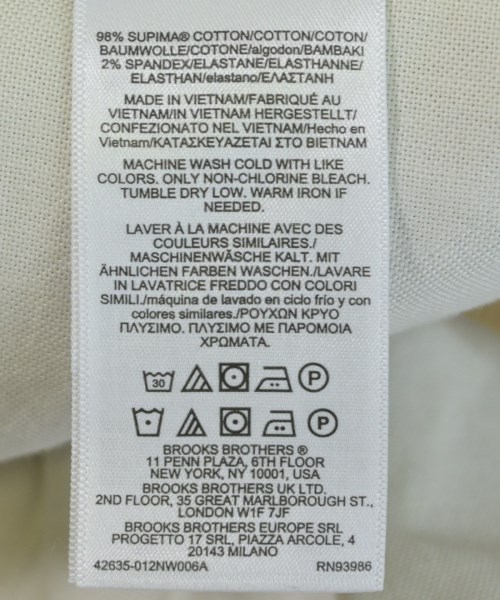 98% SUPIMA® COTTON/COTTON/COTON/
BAUMWOLLE/COTONE/algodon/BAMBAKI
2% SPANDEX/ELASTANE/ELASTHANNE/
ELASTHAN/elastano/ΕΛΑΣΤΑΝΗ
MADE IN VIETNAM/FABRIQUÉ AU
VIETNAM/IN VIETNAM HERGESTELLT/
CONFEZIONATO NEL VIETNAM/Hecho en
Vietnam/ΚΑΤΑΣΚΕΥΑΖΕΤΑΙ ΣΤΟ ΒΙΕΤΝΑΜ
MACHINE WASH COLD WITH LIKE
COLORS. ONLY NON-CHLORINE BLEACH.
TUMBLE DRY LOW. WARM IRON IF
NEEDED.
LAVER À LA MACHINE AVEC DES
COULEURS SIMILAIRES./
MASCHINENWÄSCHE KALT. MIT
ÄHNLICHEN FARBEN WASCHEN./LAVARE
IN LAVATRICE FREDDO CON COLORI
SIMILI./máquina de lavado en ciclo frío y con
colores similares./ΡΟΥΧΩΝ ΚΡΥΟ
ΠΛΥΣΙΜΟ. ΠΛΥΣΙΜΟ ΜΕ ΠΑΡΟΜΟΙΑ
ΧΡΩΜΑΤΑ.
30 P
P
BROOKS BROTHERS ®
11 PENN PLAZA, 6TH FLOOR
NEW YORK, NY 10001, USA
BROOKS BROTHERS UK LTD.
2ND FLOOR, 35 GREAT MARLBOROUGH ST.,
LONDON W1F 7JF
BROOKS BROTHERS EUROPE SRL
PROGETTO 17 SRL, PIAZZA ARCOLE, 4
20143 MILANO
42635-012NW006A RN93986